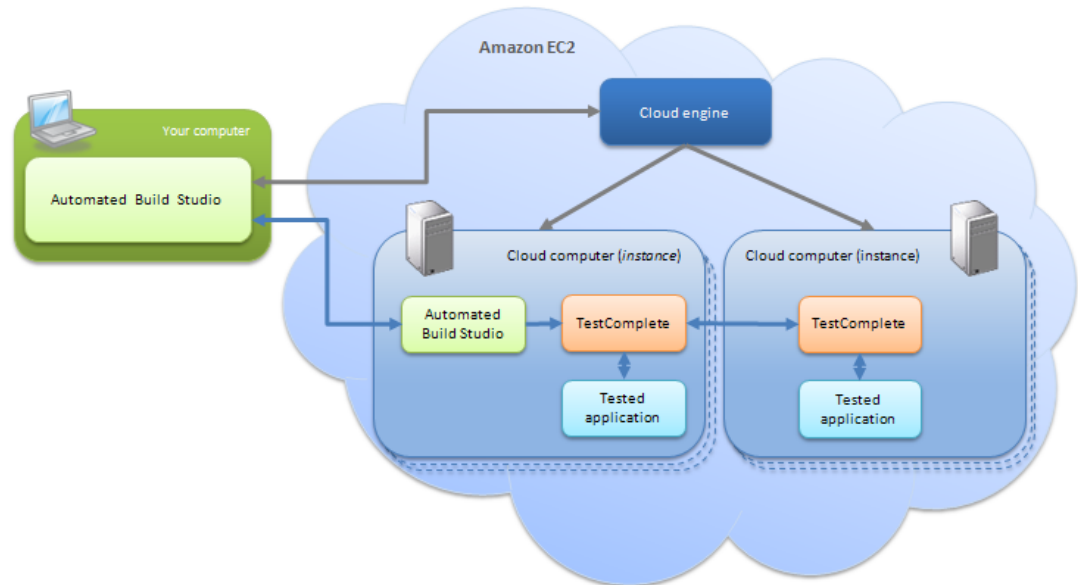 Amazon EC2
Cloud engine
Your computer
Automated Build Studio
Cloud computer (instance)
Automated
Build Studio
TestComplete
Tested
application
Cloud computer (instance)
TestComplete
Tested
application